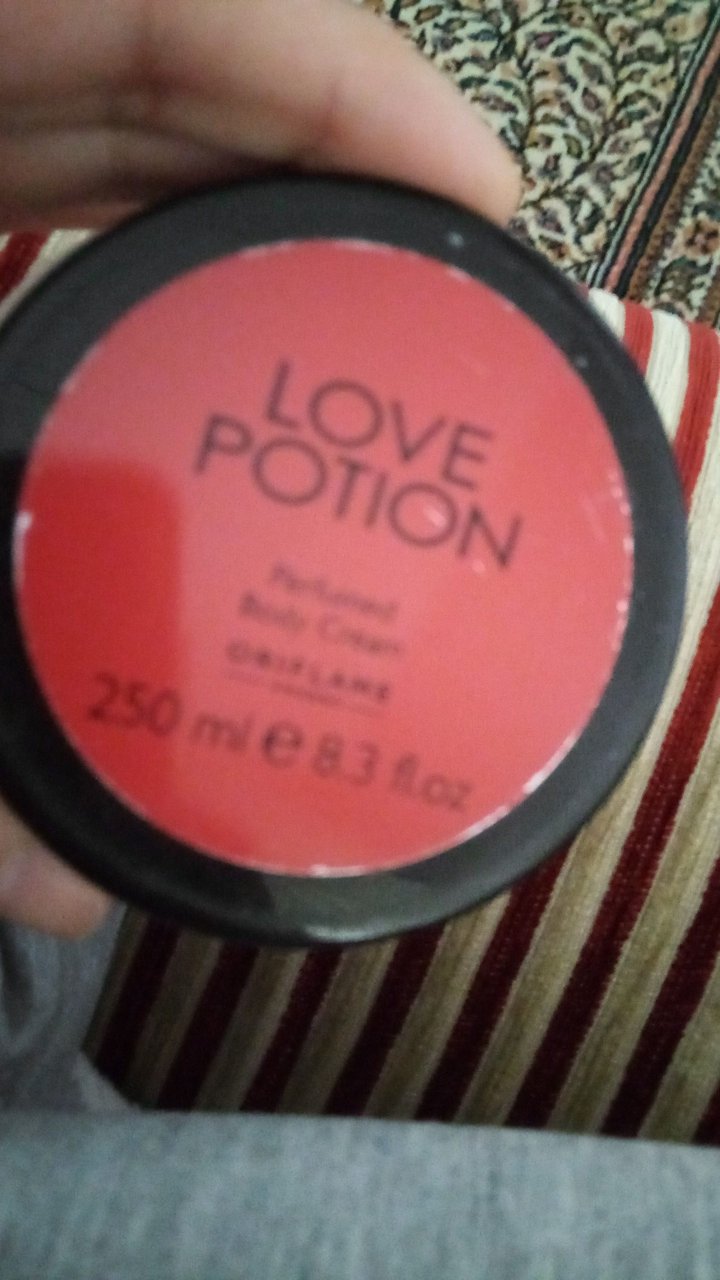 LOVE
POTION
Perfumed
Body Cream
ORIFLAME
250 ml e 8.3 fl.oz